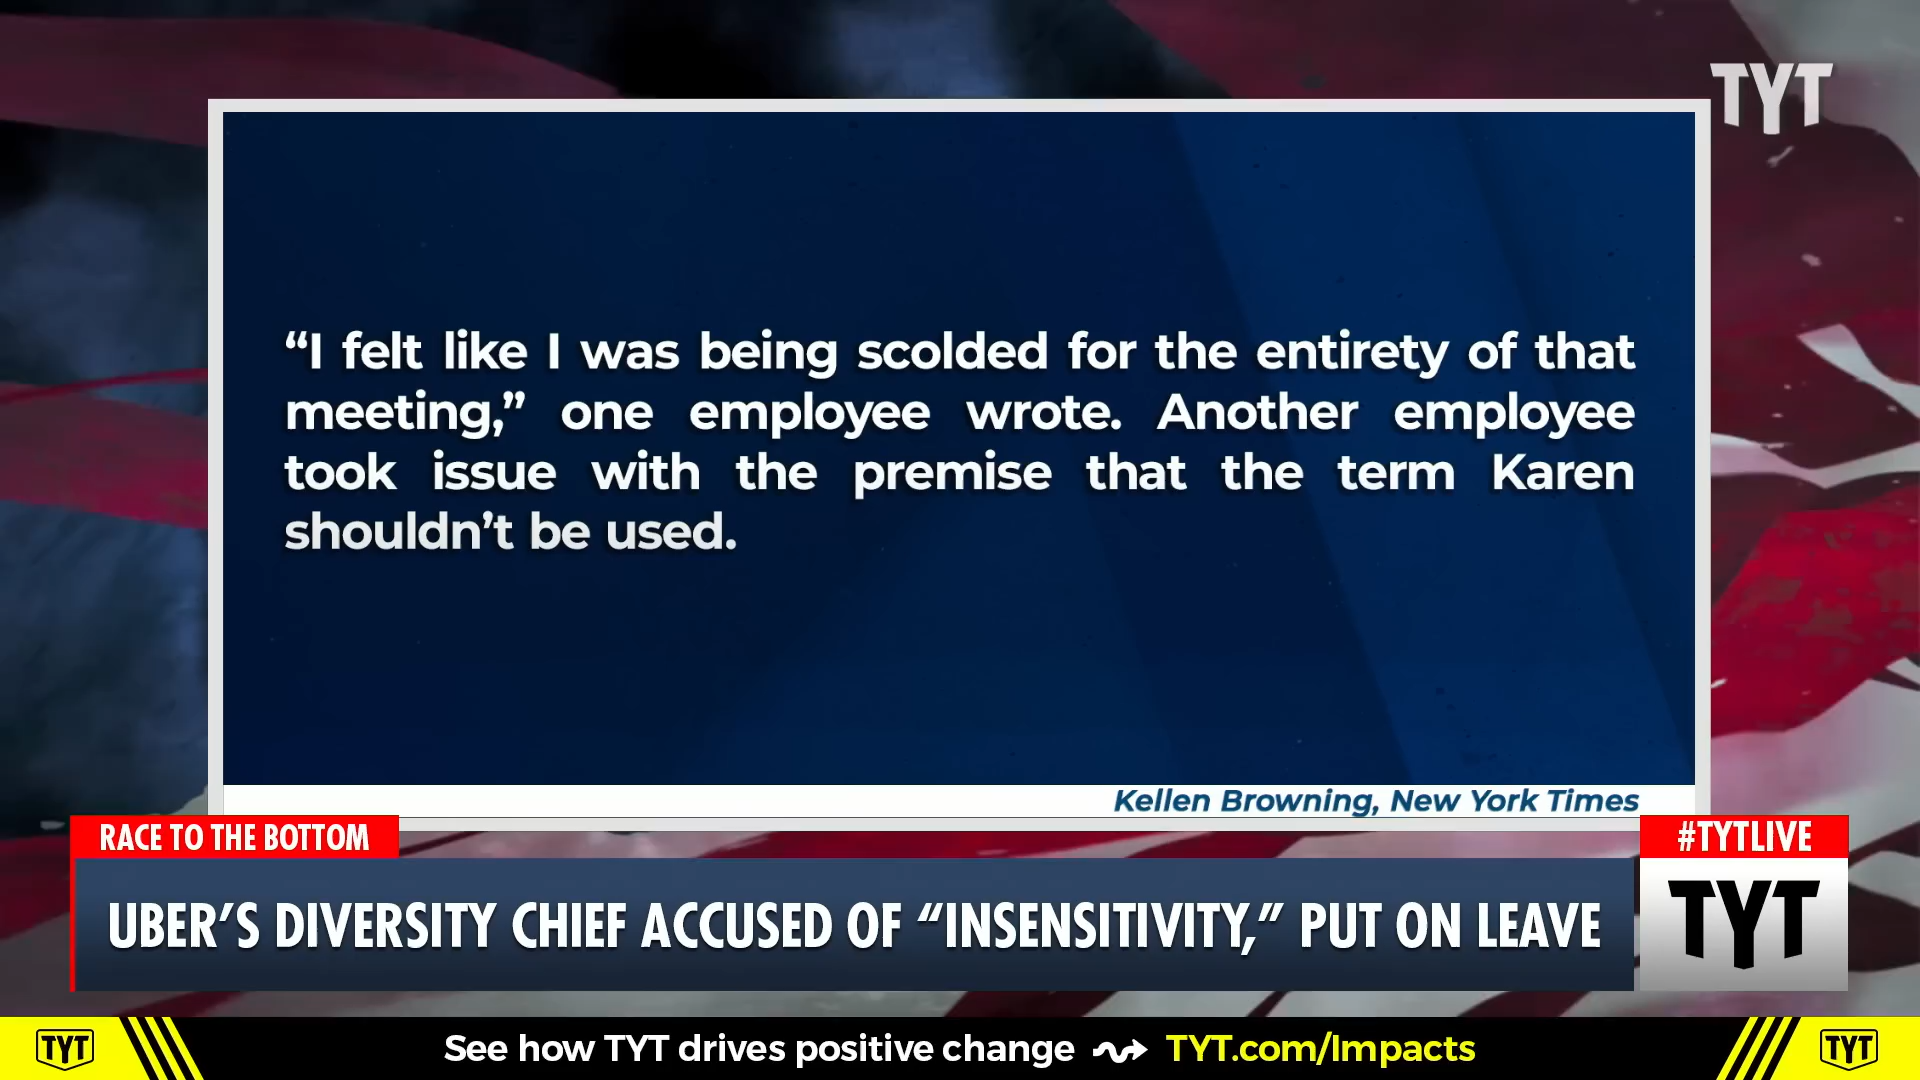 TYT
“I felt like I was being scolded for the entirety of that
meeting,” one employee wrote. Another employee
took issue with the premise that the term Karen
shouldn’t be used.
Kellen Browning, New York Times
RACE TO THE BOTTOM
#TYTLIVE
UBER’S DIVERSITY CHIEF ACCUSED OF “INSENSITIVITY,” PUT ON LEAVE
TYT
TYT
See how TYT drives positive change
TYT.com/Impacts
TYT